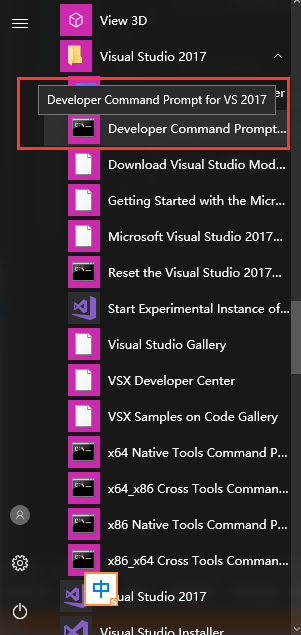 View 3D
Visual Studio 2017
Developer Command Prompt for VS 2017
Developer Command Prompt...
Download Visual Studio Mod...
Getting Started with the Micr...
Microsoft Visual Studio 2017...
Reset the Visual Studio 2017...
Start Experimental Instance of...
Visual Studio Gallery
VSX Developer Center
VSX Samples on Code Gallery
x64 Native Tools Command P...
x64_x86 Cross Tools Comman...
x86 Native Tools Command P...
x86_x64 Cross Tools Comman...
中
sual Studio 2017
Visual Studio Installer